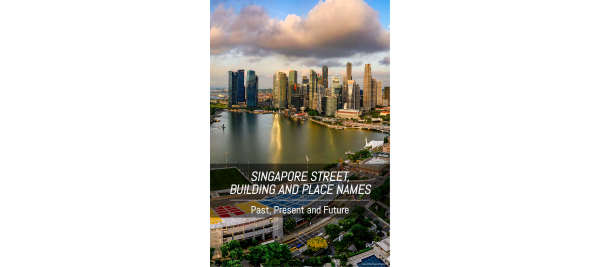 SINGAPORE STREET,
BUILDING AND PLACE NAMES
Past, Present and Future